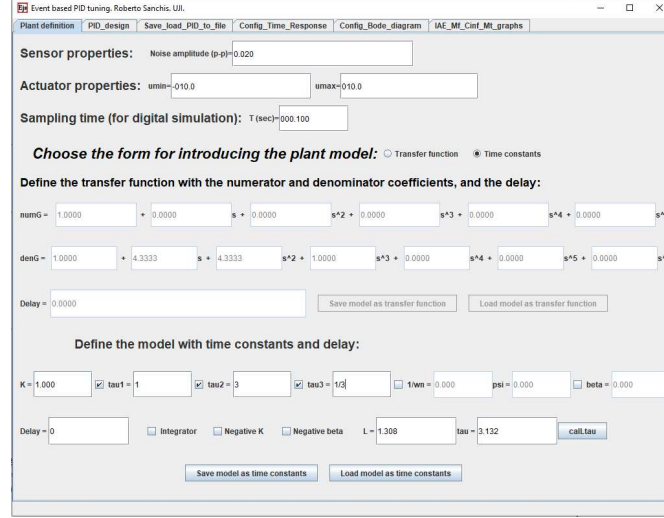 Eje Event based PID tuning. Roberto Sanchis. UJI.
Plant definition PID_design Save_load_PID_to_file Config_Time_Response Config_Bode_diagram IAE_Mf_Cinf_Mt_graphs
Sensor properties: Noise amplitude (p-p)= 0.020
Actuator properties: umin= -010.0 umax= 010.0
Sampling time (for digital simulation): T (sec)= 000.100
Choose the form for introducing the plant model: Transfer function Time constants
Define the transfer function with the numerator and denominator coefficients, and the delay:
numG = 1.0000 + 0.0000 s + 0.0000 s^2 + 0.0000 s^3 + 0.0000 s^4 + 0.0000 s^
denG = 1.0000 + 4.3333 s + 4.3333 s^2 + 1.0000 s^3 + 0.0000 s^4 + 0.0000 s^5 + 0.0000 s^
Delay = 0.0000 Save model as transfer function Load model as transfer function
Define the model with time constants and delay:
K = 1.000 tau1 = 1 tau2 = 3 tau3 = 1/3 1/wn = 0.000 psi = 0.000 beta = 0.000
Delay = 0 Integrator Negative K Negative beta L = 1.308 tau = 3.132 calLtau
Save model as time constants Load model as time constants